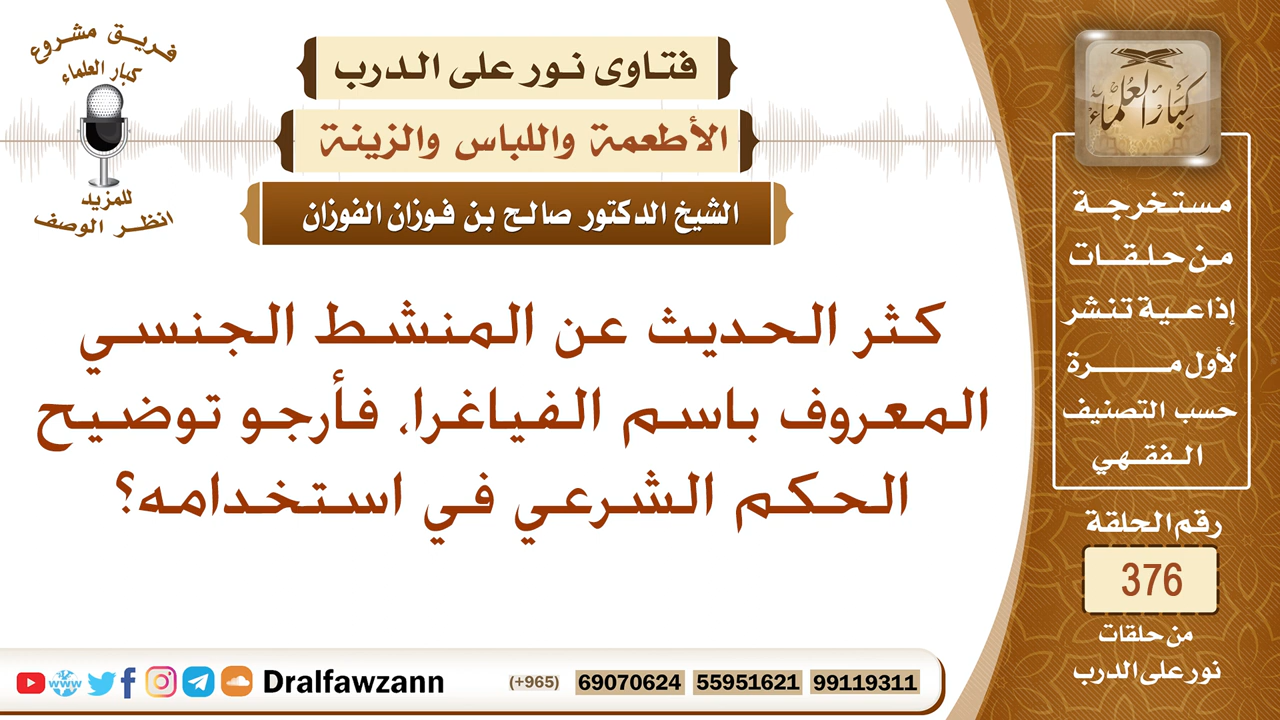 فريق مشروع
كبار العلماء
للمزيد
انظر الوصف
فتاوى نور على الدرب
الأطعمة واللباس والزينة
الشيخ الدكتور صالح بن فوزان الفوزان
كثر الحديث عن المنشط الجنسي
المعروف باسم الفياغرا، فأرجو توضيح
الحكم الشرعي في استخدامه؟
كبار العلماء
مستخرجة
من حلقات
إذاعية تنشر
لأول مرة
حسب التصنيف
الفقهي
رقم الحلقة
376
من حلقات
نور على الدرب
www Dralfawzann (+965) 69070624 55951621 99119311